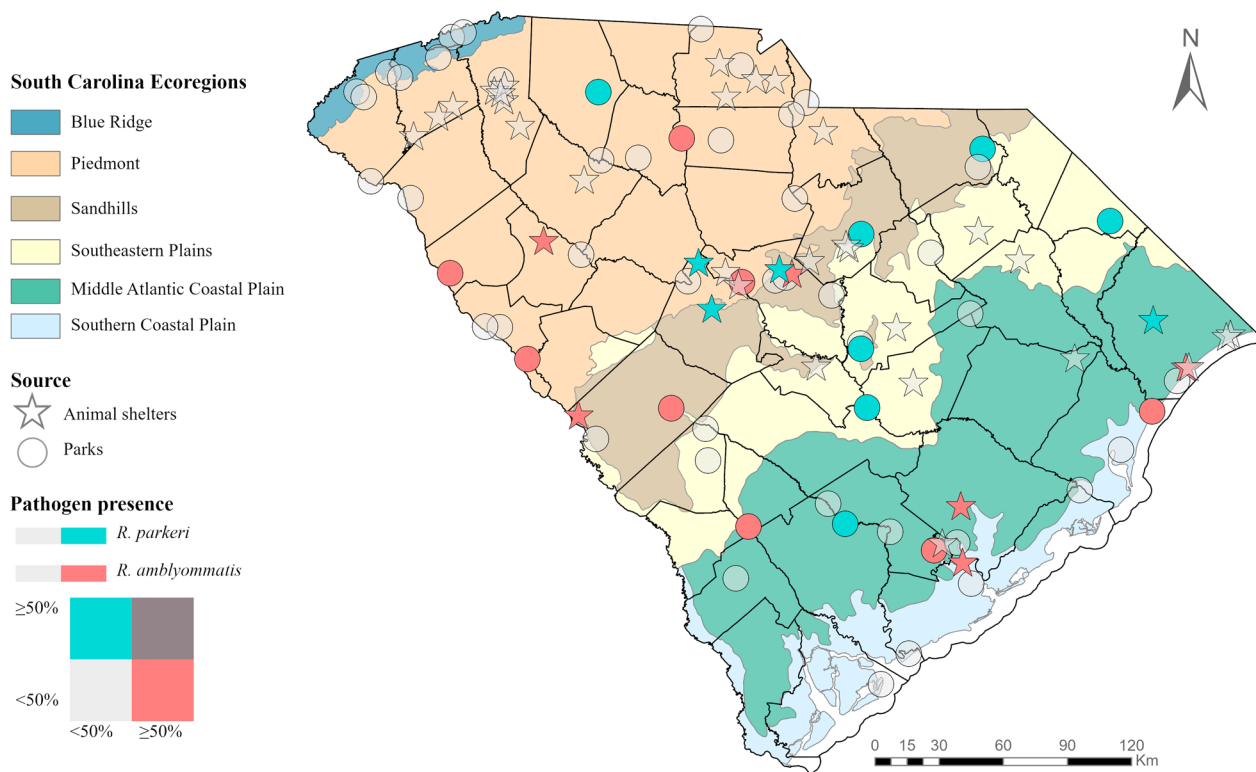 N
South Carolina Ecoregions
Blue Ridge
Piedmont
Sandhills
Southeastern Plains
Middle Atlantic Coastal Plain
Southern Coastal Plain
Source
Animal shelters
Parks
Pathogen presence
R. parkeri
R. amblyommatis
≥50%
<50%
<50% ≥50%
0 15 30 60 90 120
Km